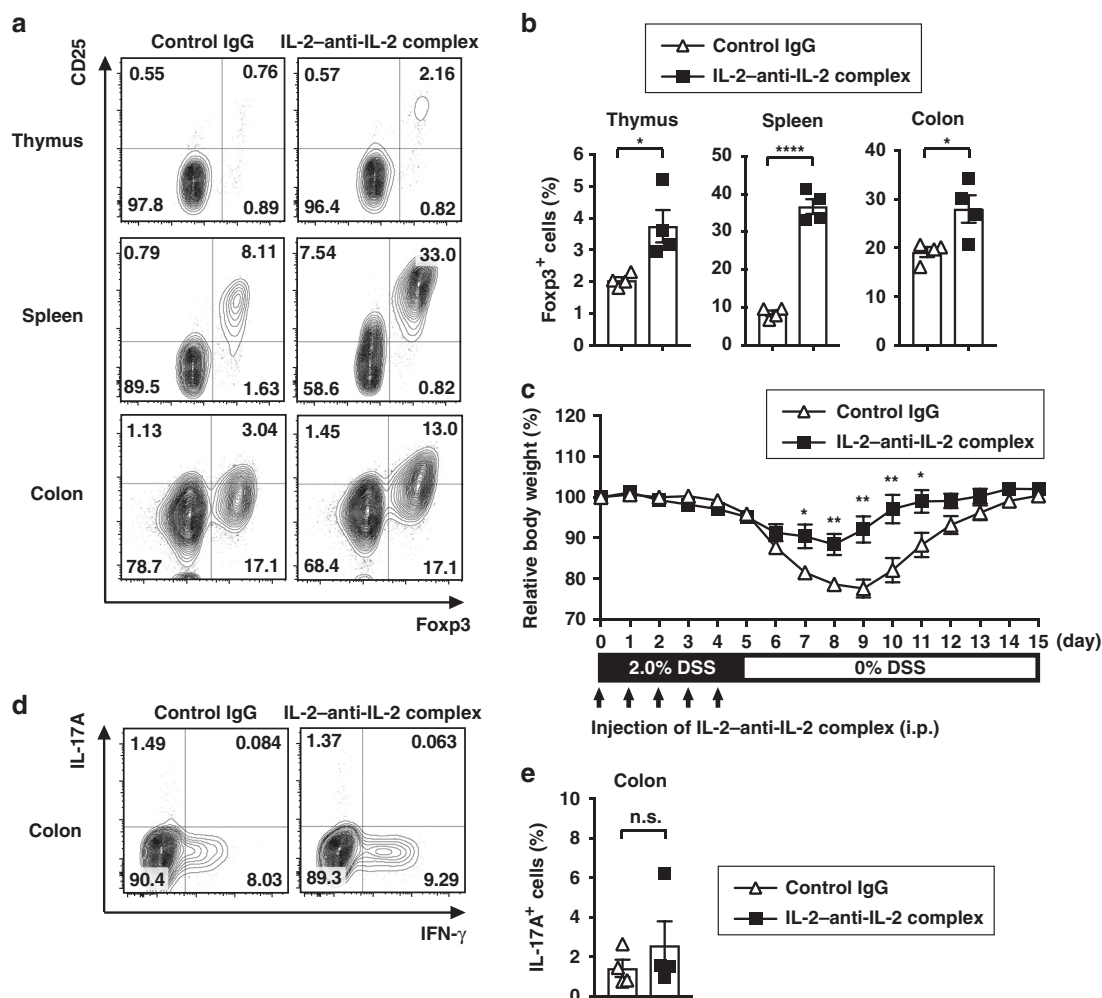 a
Control IgG
IL-2–anti-IL-2 complex
CD25
Thymus
0.55
0.76
97.8
0.89
0.57
2.16
96.4
0.82
Spleen
0.79
8.11
89.5
1.63
7.54
33.0
58.6
0.82
Colon
1.13
3.04
78.7
17.1
1.45
13.0
68.4
17.1
Foxp3
b
Control IgG
IL-2–anti-IL-2 complex
Foxp3+ cells (%)
Thymus
*
6
5
4
3
2
1
0
Spleen
****
50
40
30
20
10
0
Colon
*
40
30
20
10
0
c
Control IgG
IL-2–anti-IL-2 complex
Relative body weight (%)
120
110
100
90
80
70
* ** ** ** *
0 1 2 3 4 5 6 7 8 9 10 11 12 13 14 15 (day)
2.0% DSS
0% DSS
Injection of IL-2–anti-IL-2 complex (i.p.)
d
Control IgG
IL-2–anti-IL-2 complex
IL-17A
Colon
1.49
0.084
90.4
8.03
1.37
0.063
89.3
9.29
IFN-γ
e
Colon
IL-17A+ cells (%)
10
8
6
4
2
0
n.s.
Control IgG
IL-2–anti-IL-2 complex